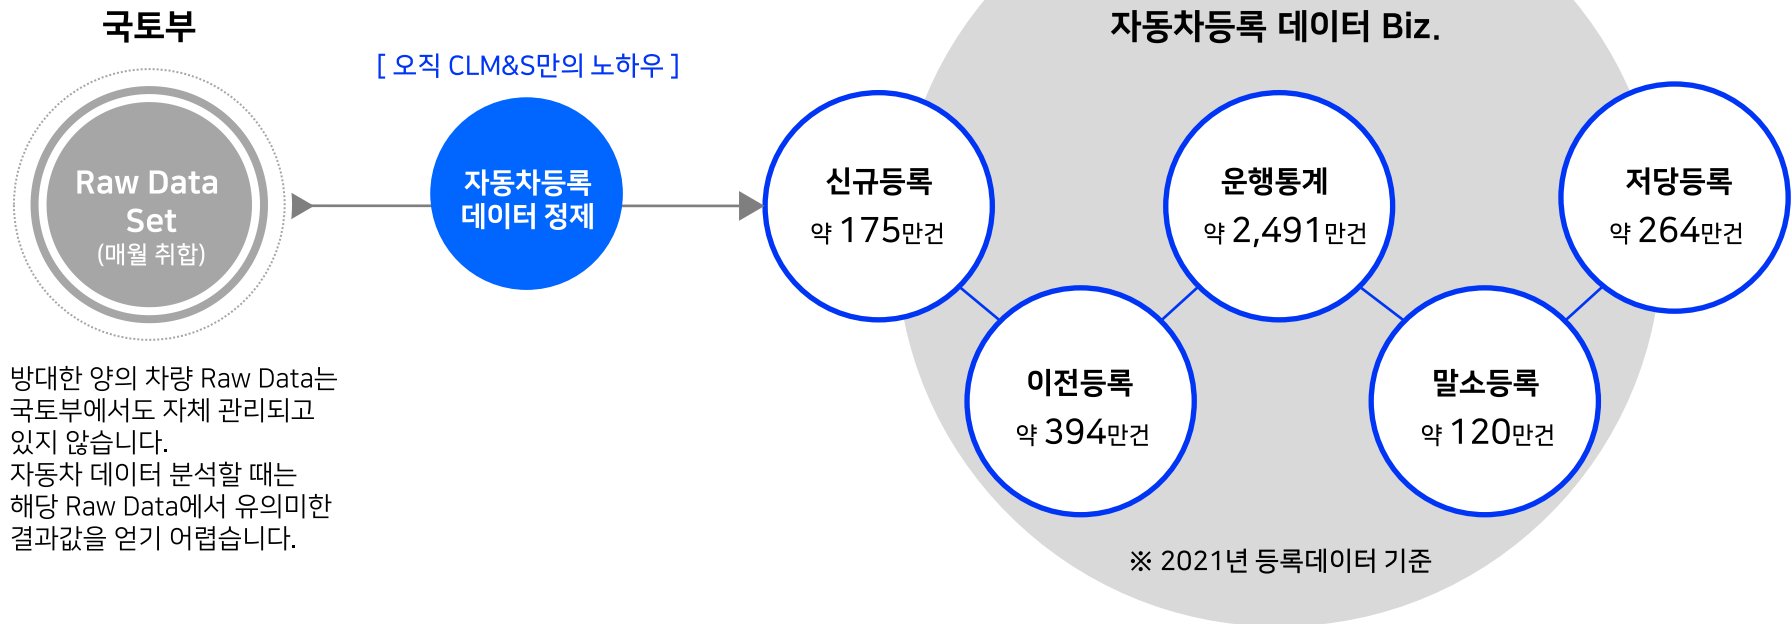 국토부
Raw Data
Set
(매월 취합)
방대한 양의 차량 Raw Data는
국토부에서도 자체 관리되고
있지 않습니다.
자동차 데이터 분석할 때는
해당 Raw Data에서 유의미한
결과값을 얻기 어렵습니다.
[ 오직 CLM&S만의 노하우 ]
자동차등록
데이터 정제
자동차등록 데이터 Biz.
신규등록
약 175만건
이전등록
약 394만건
운행통계
약 2,491만건
말소등록
약 120만건
저당등록
약 264만건
※ 2021년 등록데이터 기준